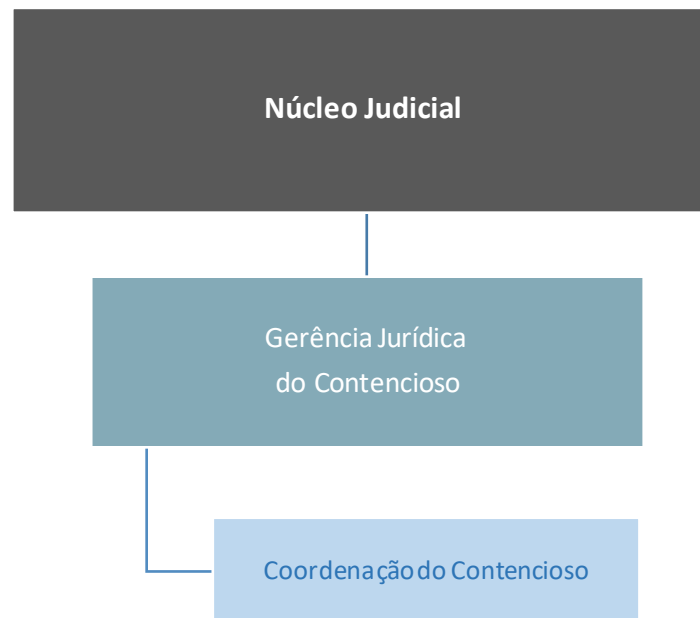 Núcleo Judicial
Gerência Jurídica
do Contencioso
Coordenação do Contencioso